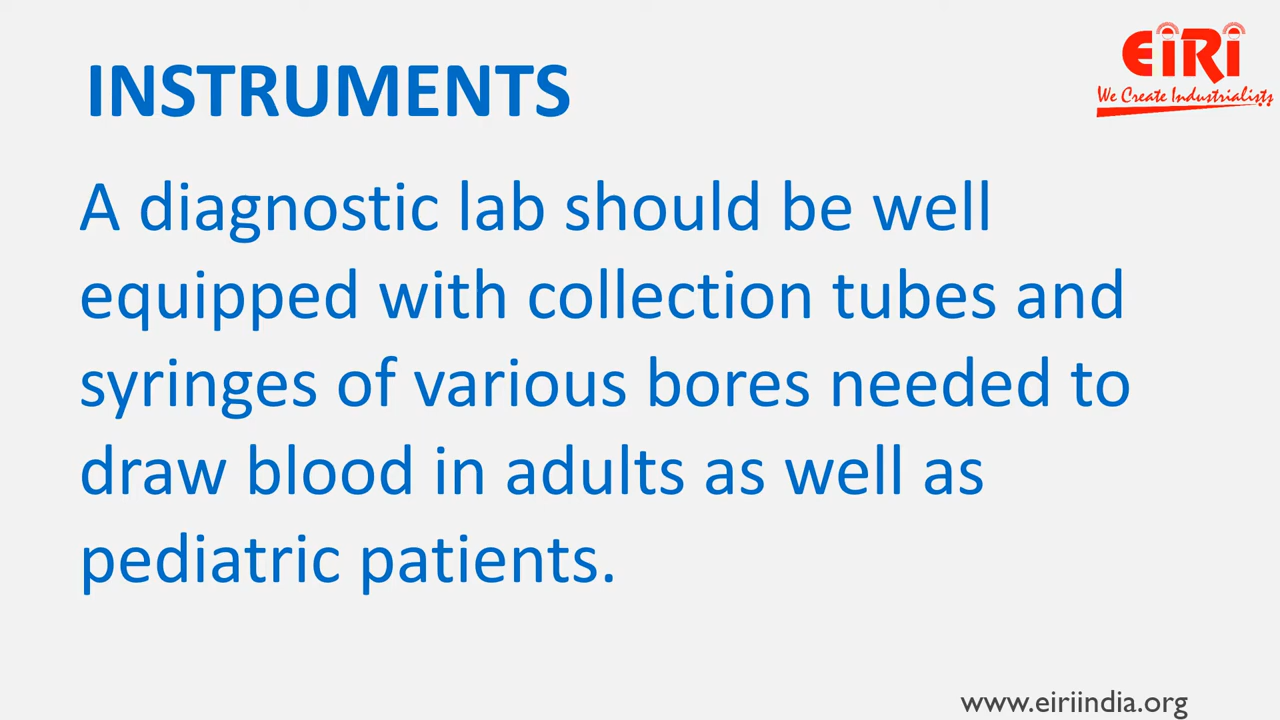 INSTRUMENTS
EiRi
We Create Industrialists
A diagnostic lab should be well
equipped with collection tubes and
syringes of various bores needed to
draw blood in adults as well as
pediatric patients.
www.eiriindia.org